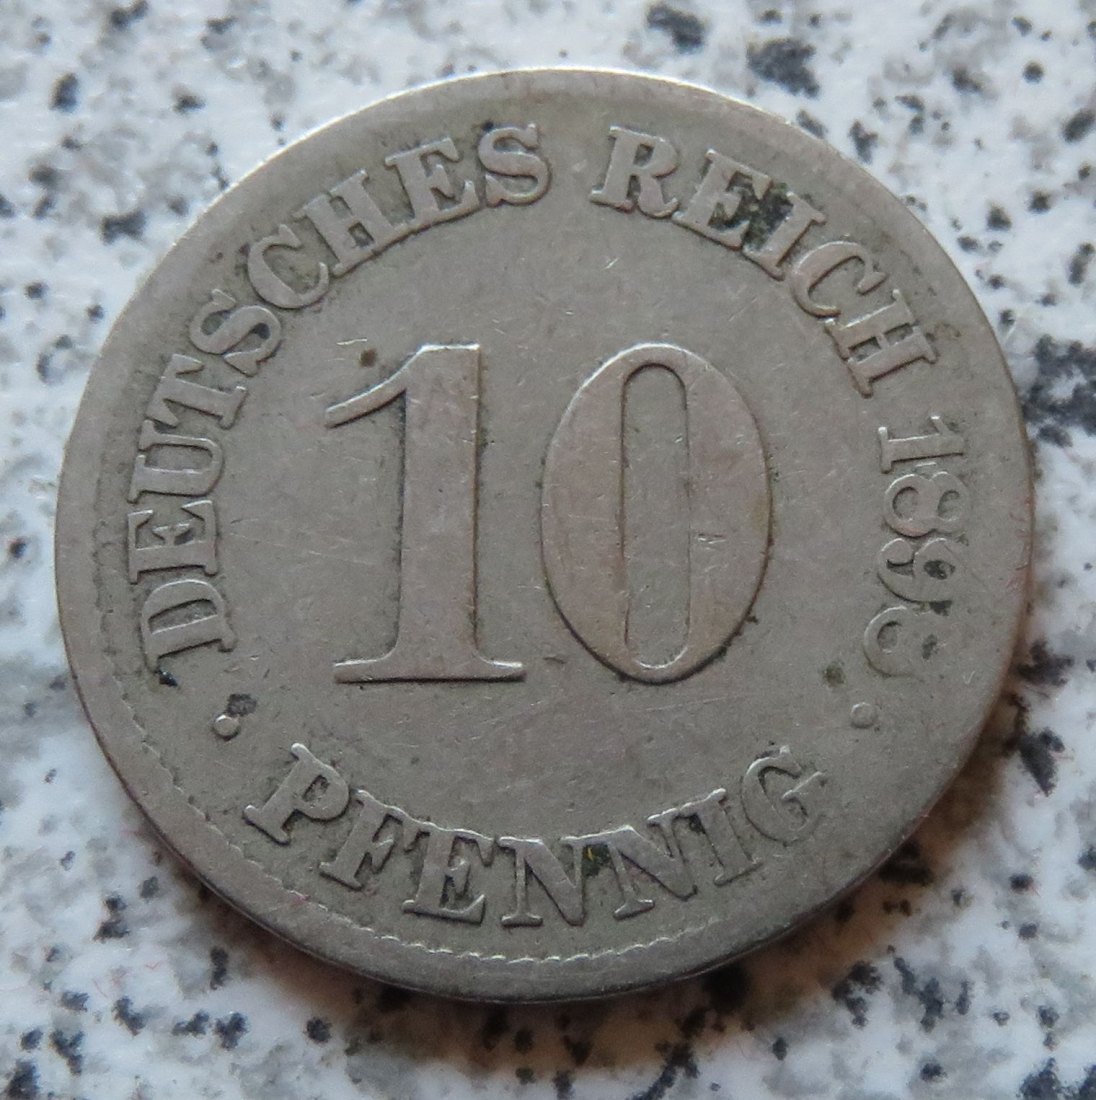 DEUTSCHES REICH 1896
10
PFENNIG